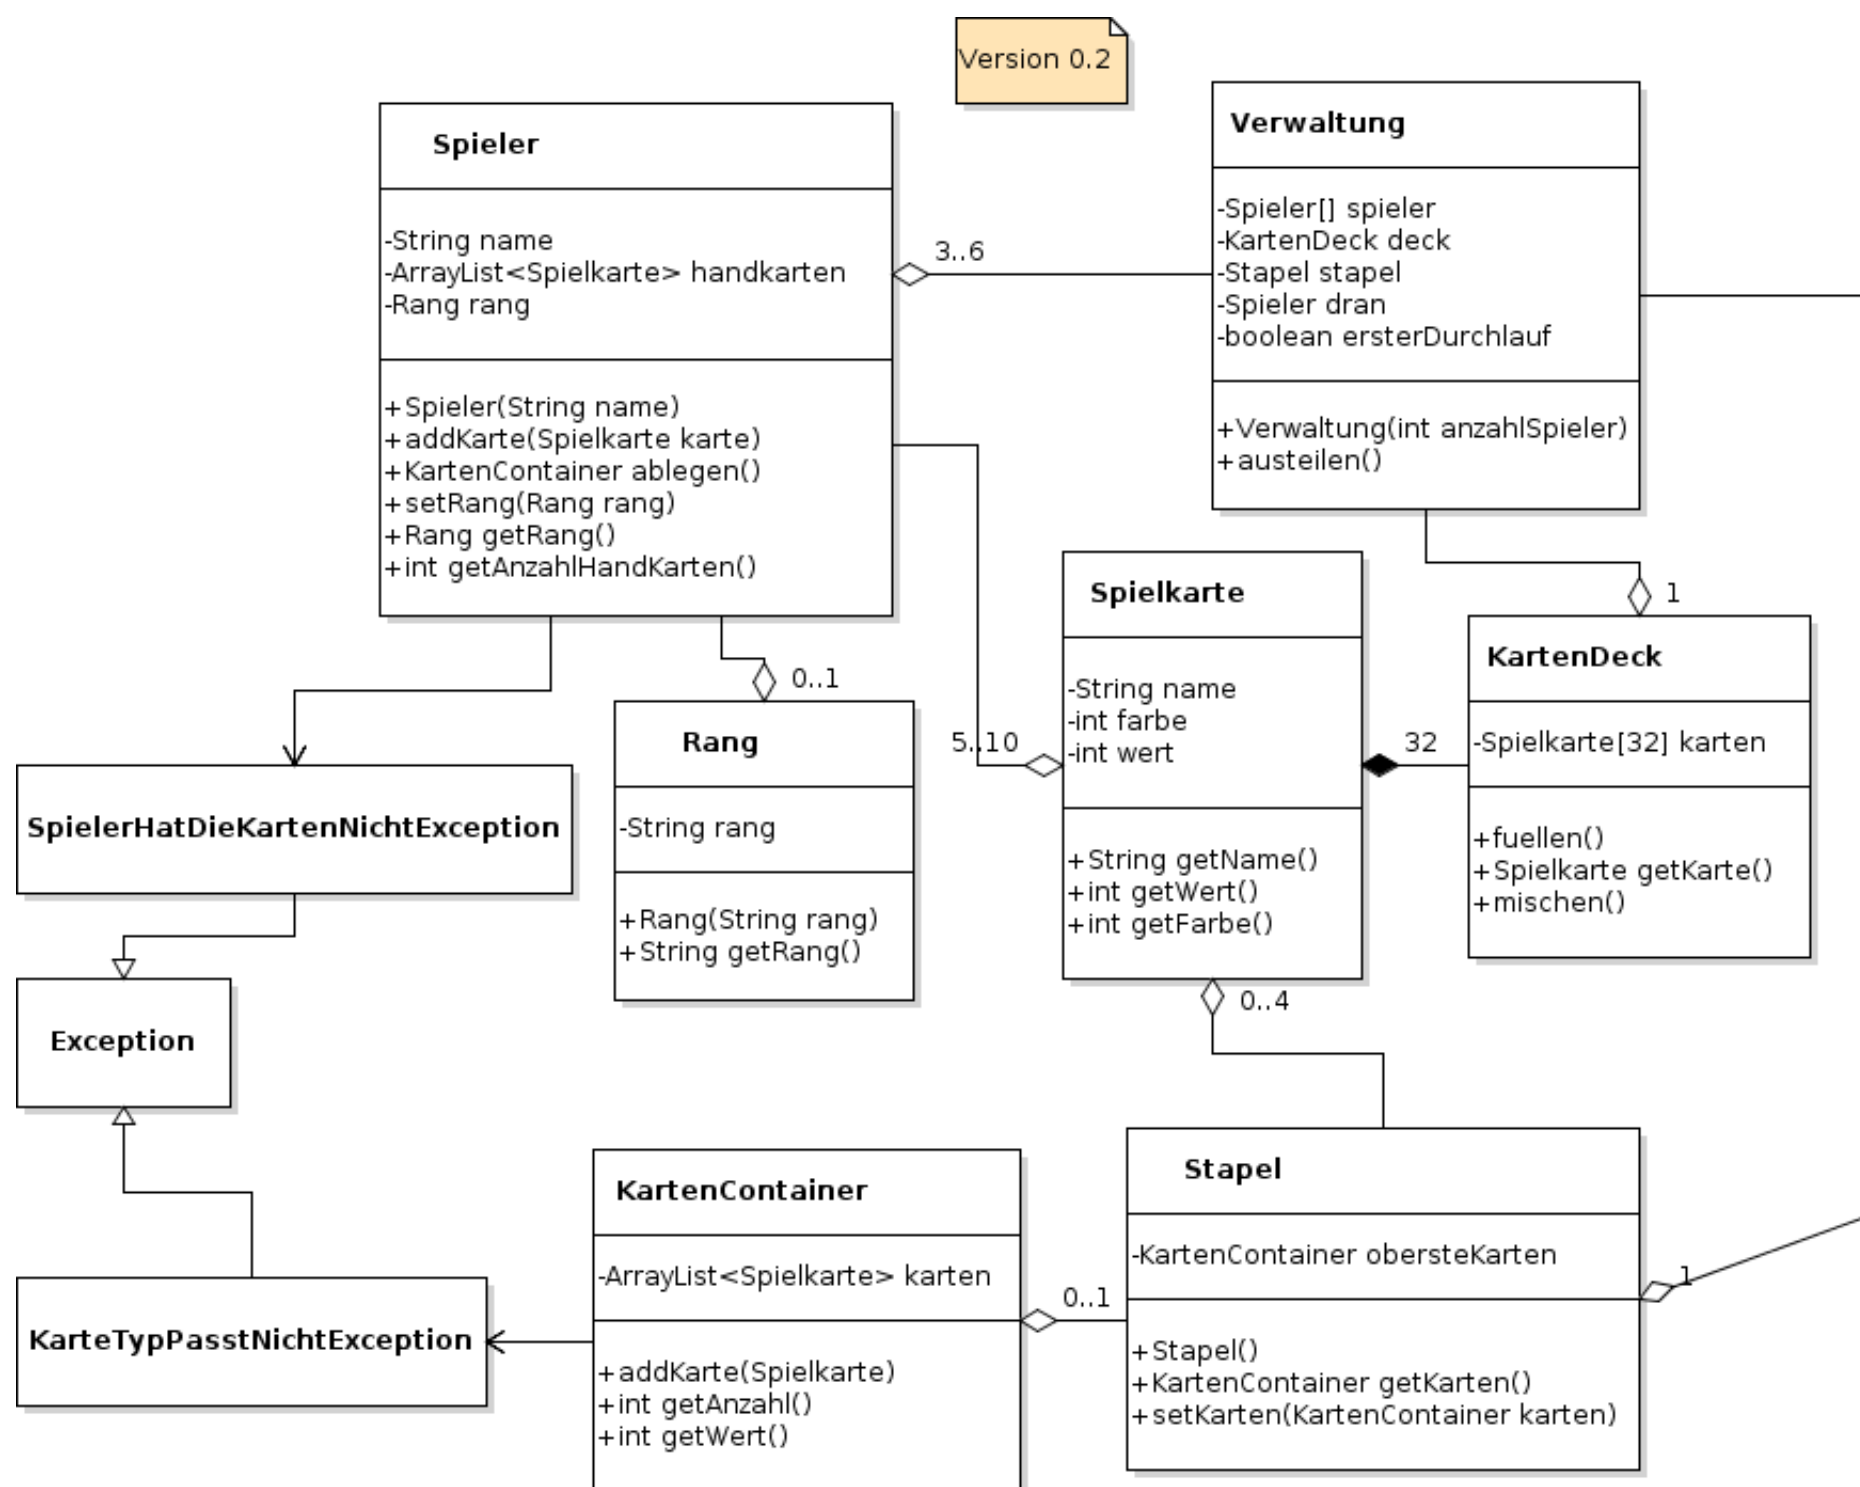 Version 0.2
Spieler
-String name
-ArrayList<Spielkarte> handkarten
-Rang rang
+Spieler(String name)
+addKarte(Spielkarte karte)
+KartenContainer ablegen()
+setRang(Rang rang)
+Rang getRang()
+int getAnzahlHandKarten()
3..6
Verwaltung
-Spieler[] spieler
-KartenDeck deck
-Stapel stapel
-Spieler dran
-boolean ersterDurchlauf
+Verwaltung(int anzahlSpieler)
+austeilen()
1
0..1
5..10
32
Spielkarte
-String name
-int farbe
-int wert
+String getName()
+int getWert()
+int getFarbe()
KartenDeck
-Spielkarte[32] karten
+fuellen()
+Spielkarte getKarte()
+mischen()
Rang
-String rang
+Rang(String rang)
+String getRang()
SpielerHatDieKartenNichtException
Exception
0..4
KartenContainer
-ArrayList<Spielkarte> karten
+addKarte(Spielkarte)
+int getAnzahl()
+int getWert()
0..1
Stapel
-KartenContainer obersteKarten
+Stapel()
+KartenContainer getKarten()
+setKarten(KartenContainer karten)
1
KarteTypPasstNichtException